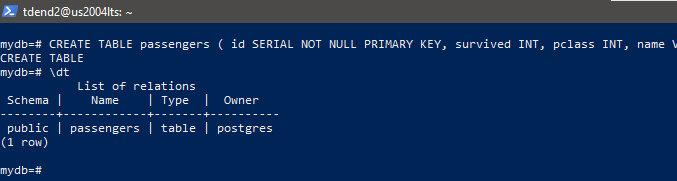 tdend2@us2004lts: ~
mydb=# CREATE TABLE passengers ( id SERIAL NOT NULL PRIMARY KEY, survived INT, pclass INT, name
CREATE TABLE
mydb=# \dt
List of relations
Schema | Name | Type | Owner
--------+------------+-------+----------
public | passengers | table | postgres
(1 row)
mydb=#